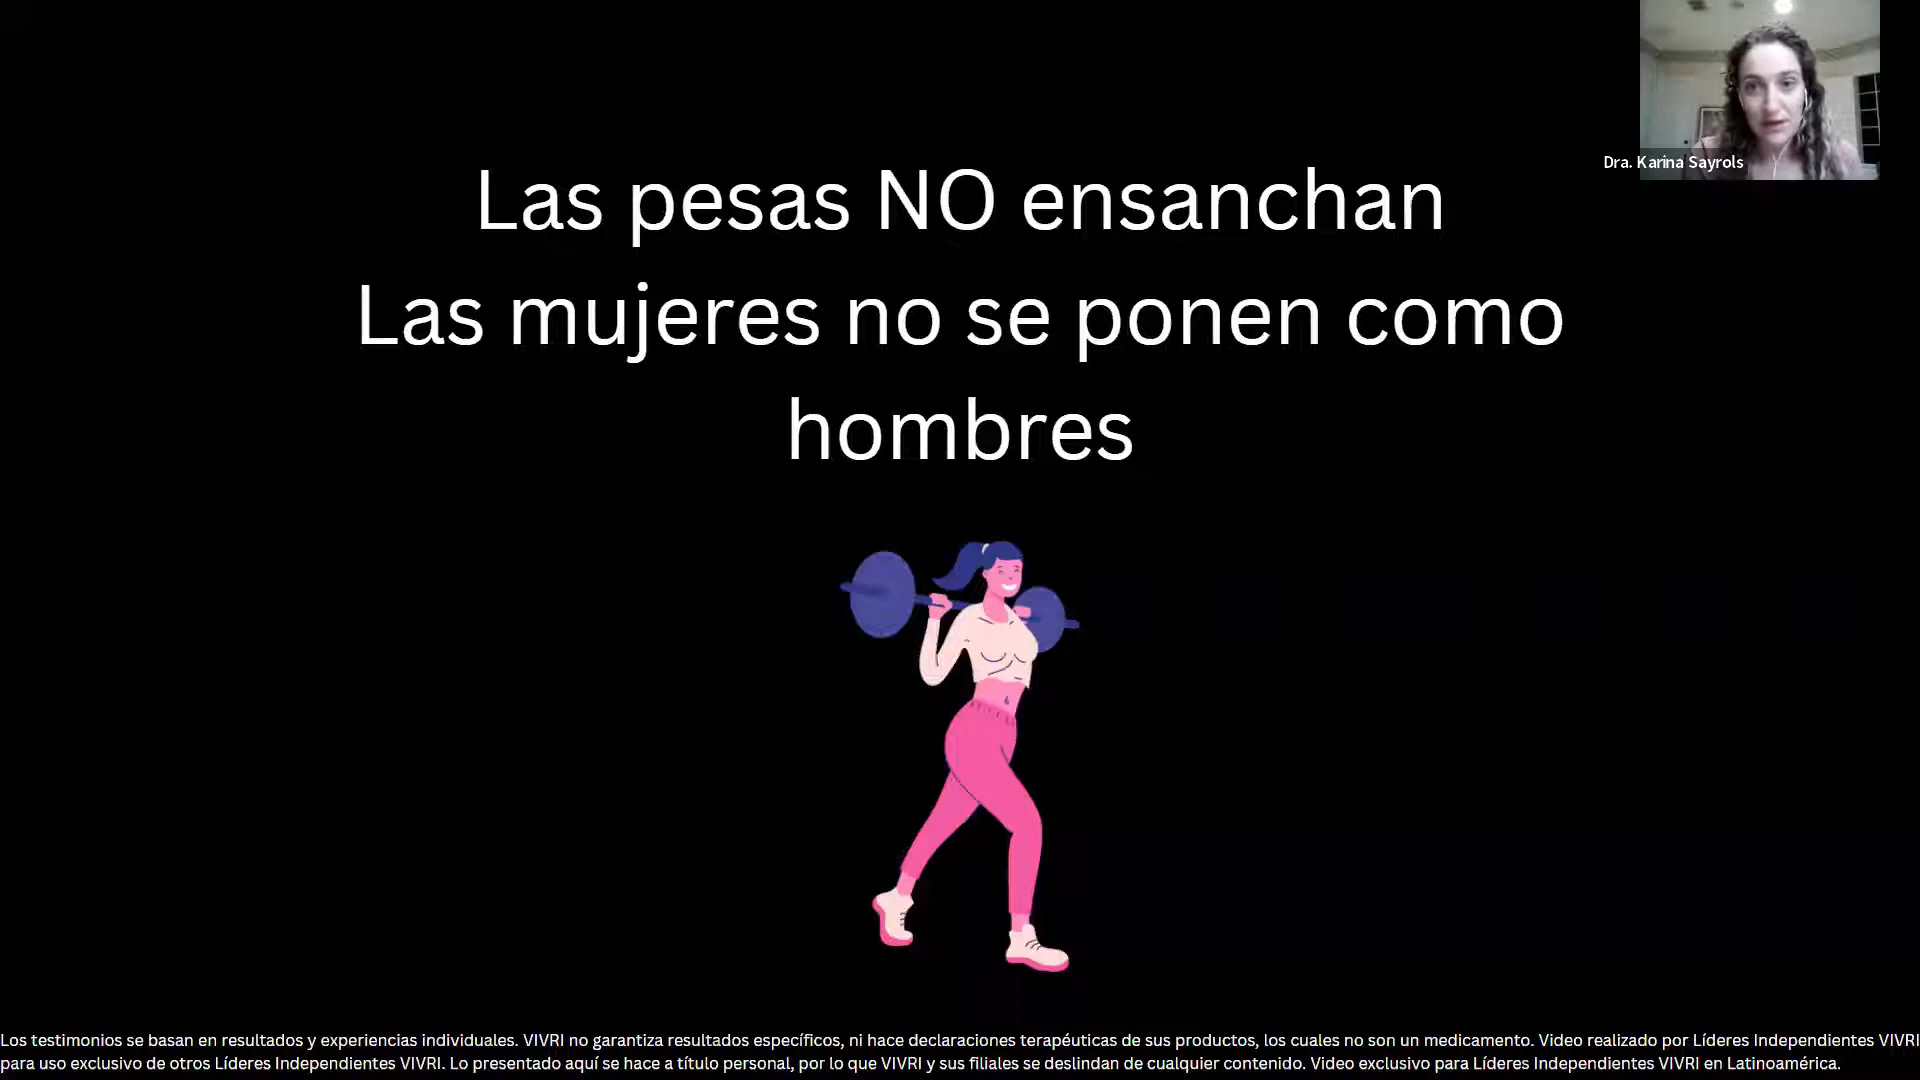 Dra. Karina Sayrols
Las pesas NO ensanchan
Las mujeres no se ponen como
hombres
Los testimonios se basan en resultados y experiencias individuales. VIVRI no garantiza resultados específicos, ni hace declaraciones terapéuticas de sus productos, los cuales no son un medicamento. Video realizado por Líderes Independientes VIVRI
para uso exclusivo de otros Líderes Independientes VIVRI. Lo presentado aquí se hace a título personal, por lo que VIVRI y sus filiales se deslindan de cualquier contenido. Video exclusivo para Líderes Independientes VIVRI en Latinoamérica.